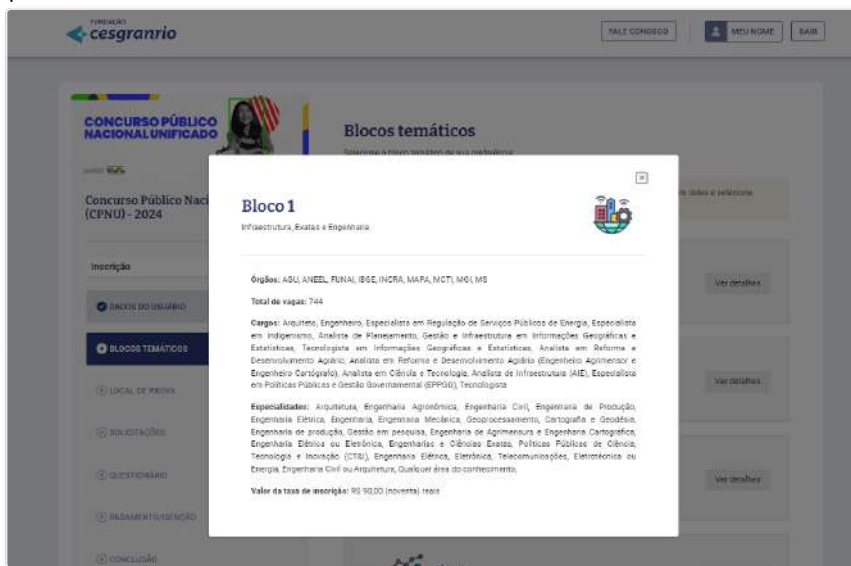 FUNDAÇÃO
cesgranrio
FALE CONOSCO
MEU NOME
SAIR
CONCURSO PÚBLICO
NACIONAL UNIFICADO
Blocos temáticos
Selecione o bloco temático de sua preferência
Concurso Público Naci
(CPNU) - 2024
Inscrição
DADOS DO USUÁRIO
BLOCOS TEMÁTICOS
LOCAL DE PROVA
SOLICITAÇÕES
QUESTIONÁRIO
PAGAMENTO/ISENÇÃO
CONCLUSÃO
Ver detalhes
Ver detalhes
Ver detalhes
Bloco 1
Infraestrutura, Exatas e Engenharia
Órgãos: AGU, ANEEL, FUNAI, IBGE, INCRA, MAPA, MCTI, MGI, MS
Total de vagas: 744
Cargos: Arquiteto, Engenheiro, Especialista em Regulação de Serviços Públicos de Energia, Especialista
em Indigenismo, Analista de Planejamento, Gestão e Infraestrutura em Informações Geográficas e
Estatísticas, Tecnologista em Informações Geográficas e Estatísticas, Analista em Reforma e
Desenvolvimento Agrário, Analista em Reforma e Desenvolvimento Agrário (Engenheiro Agrimensor e
Engenheiro Cartógrafo), Analista em Ciência e Tecnologia, Analista de Infraestrutura (AIE), Especialista
em Políticas Públicas e Gestão Governamental (EPPGG), Tecnologista
Especialidades: Arquitetura, Engenharia Agronômica, Engenharia Civil, Engenharia de Produção,
Engenharia Elétrica, Engenharia, Engenharia Mecânica, Geoprocessamento, Cartografia e Geodésia,
Engenharia de produção, Gestão em pesquisa, Engenharia de Agrimensura e Engenharia Cartográfica,
Engenharia Elétrica ou Eletrônica, Engenharias e Ciências Exatas, Políticas Públicas de Ciência,
Tecnologia e Inovação (CT&I), Engenharia Elétrica, Eletrônica, Telecomunicações, Eletrotécnica ou
Energia, Engenharia Civil ou Arquitetura, Qualquer área do conhecimento,
Valor da taxa de inscrição: R$ 90,00 (noventa) reais